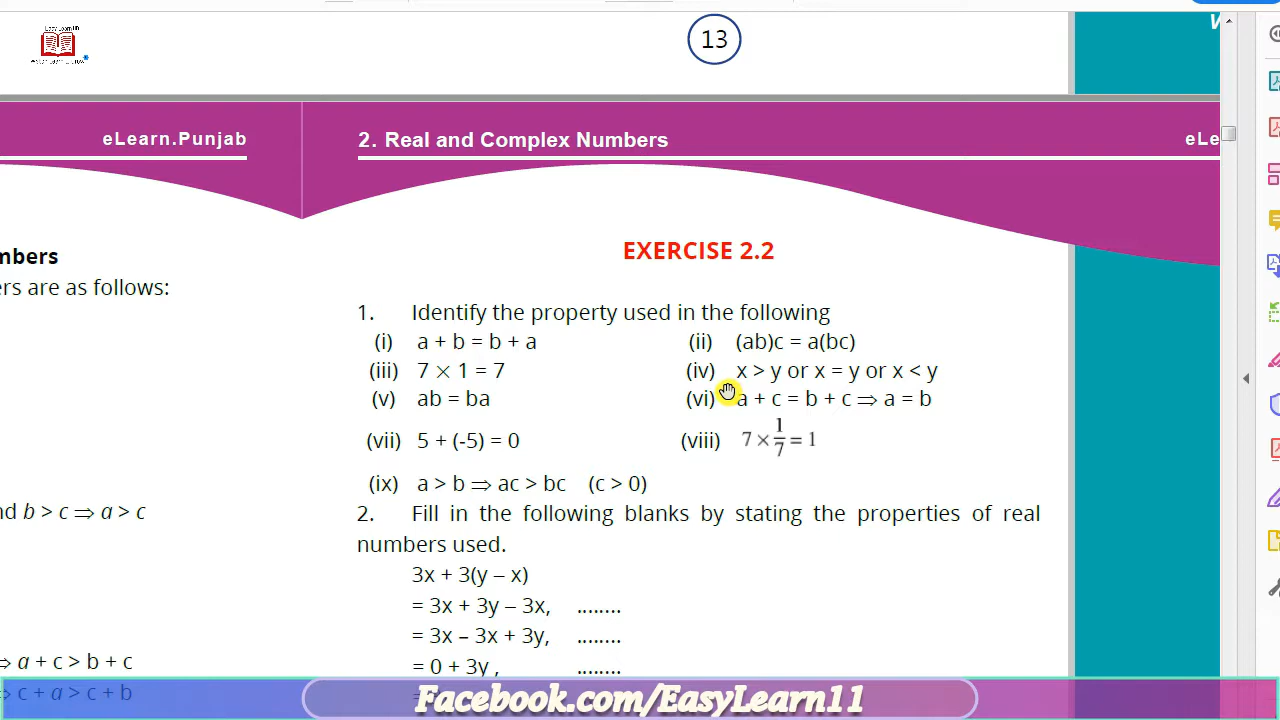 Easy Learn
13
eLearn.Punjab
2. Real and Complex Numbers
eLe
mbers
ers are as follows:
nd b > c ⇒ a > c
⇒ a + c > b + c
⇒ c + a > c + b
EXERCISE 2.2
1. Identify the property used in the following
(i) a + b = b + a (ii) (ab)c = a(bc)
(iii) 7 × 1 = 7 (iv) x > y or x = y or x < y
(v) ab = ba (vi) a + c = b + c ⇒ a = b
(vii) 5 + (-5) = 0 (viii) 7 × 1/7 = 1
(ix) a > b ⇒ ac > bc (c > 0)
2. Fill in the following blanks by stating the properties of real
numbers used.
3x + 3(y – x)
= 3x + 3y – 3x, ........
= 3x – 3x + 3y, ........
= 0 + 3y , ........
Facebook.com/EasyLearn11